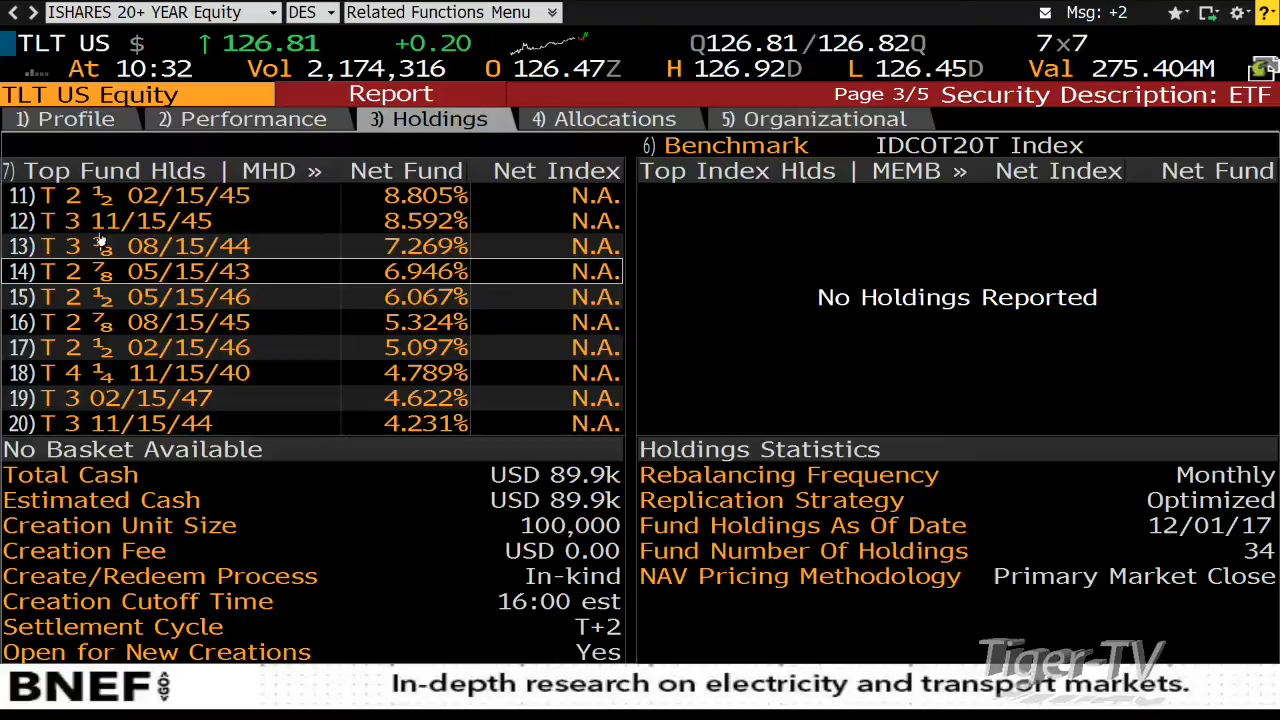 ISHARES 20+ YEAR Equity DES Related Functions Menu Msg: +2
TLT US $ ↑ 126.81 +0.20 Q126.81/126.82Q 7x7
At 10:32 Vol 2,174,316 O 126.47Z H 126.92D L 126.45D Val 275.404M
TLT US Equity Report Page 3/5 Security Description: ETF
1) Profile 2) Performance 3) Holdings 4) Allocations 5) Organizational
6) Benchmark IDCOT20T Index
7) Top Fund Hlds | MHD » Net Fund Net Index Top Index Hlds | MEMB » Net Index Net Fund
11) T 2 ½ 02/15/45 8.805% N.A.
12) T 3 11/15/45 8.592% N.A.
13) T 3 ⅛ 08/15/44 7.269% N.A.
14) T 2 ⅞ 05/15/43 6.946% N.A.
15) T 2 ½ 05/15/46 6.067% N.A. No Holdings Reported
16) T 2 ⅞ 08/15/45 5.324% N.A.
17) T 2 ½ 02/15/46 5.097% N.A.
18) T 4 ¼ 11/15/40 4.789% N.A.
19) T 3 02/15/47 4.622% N.A.
20) T 3 11/15/44 4.231% N.A.
No Basket Available Holdings Statistics
Total Cash USD 89.9k Rebalancing Frequency Monthly
Estimated Cash USD 89.9k Replication Strategy Optimized
Creation Unit Size 100,000 Fund Holdings As Of Date 12/01/17
Creation Fee USD 0.00 Fund Number Of Holdings 34
Create/Redeem Process In-kind NAV Pricing Methodology Primary Market Close
Creation Cutoff Time 16:00 est
Settlement Cycle T+2
Open for New Creations Yes
Tiger-TV
BNEF <GO> In-depth research on electricity and transport markets.